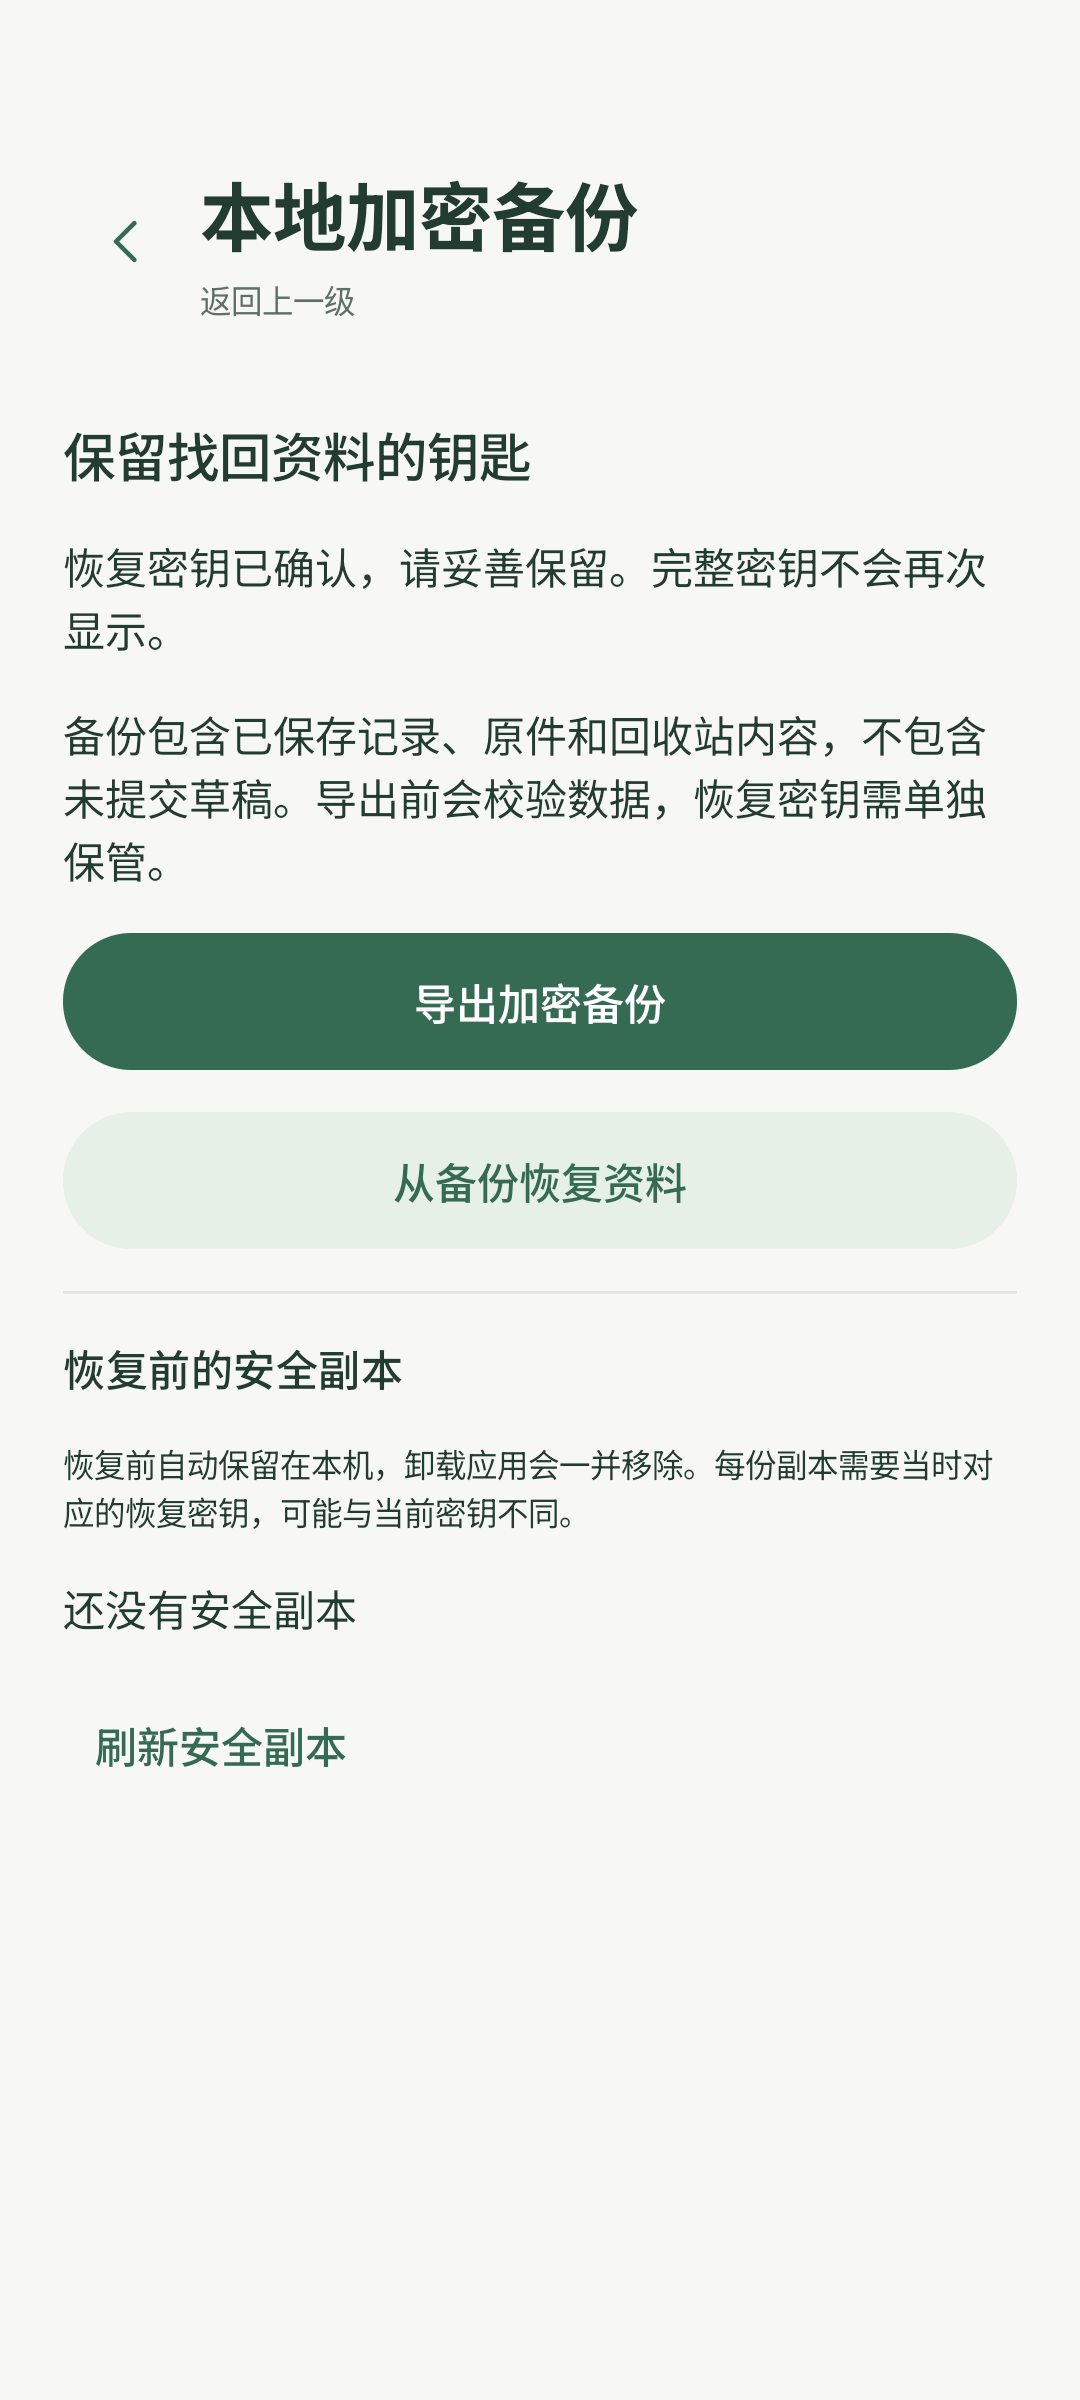 本地加密备份
返回上一级
保留找回资料的钥匙
恢复密钥已确认，请妥善保留。完整密钥不会再次
显示。
备份包含已保存记录、原件和回收站内容，不包含
未提交草稿。导出前会校验数据，恢复密钥需单独
保管。
导出加密备份
从备份恢复资料
恢复前的安全副本
恢复前自动保留在本机，卸载应用会一并移除。每份副本需要当时对
应的恢复密钥，可能与当前密钥不同。
还没有安全副本
刷新安全副本